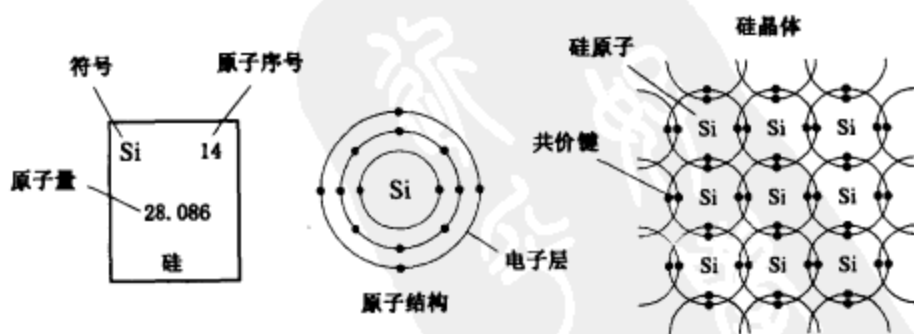 符号
原子序号
Si
14
原子量
28.086
硅
Si
电子层
原子结构
硅晶体
硅原子
共价键
Si Si Si
Si Si Si
Si Si Si